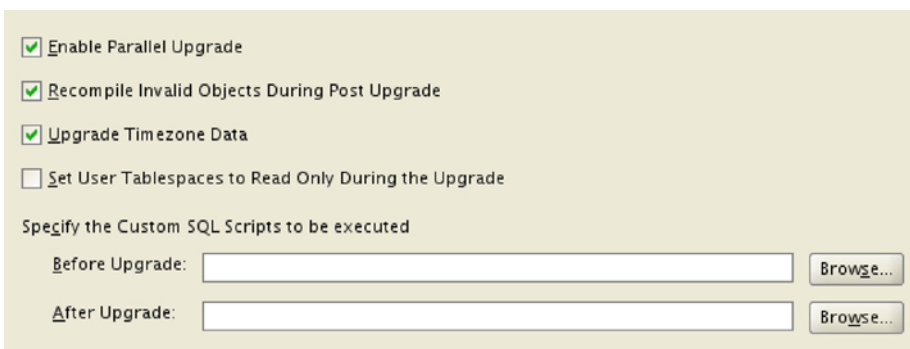 Enable Parallel Upgrade
Recompile Invalid Objects During Post Upgrade
Upgrade Timezone Data
Set User Tablespaces to Read Only During the Upgrade
Specify the Custom SQL Scripts to be executed
Before Upgrade: Browse...
After Upgrade: Browse...